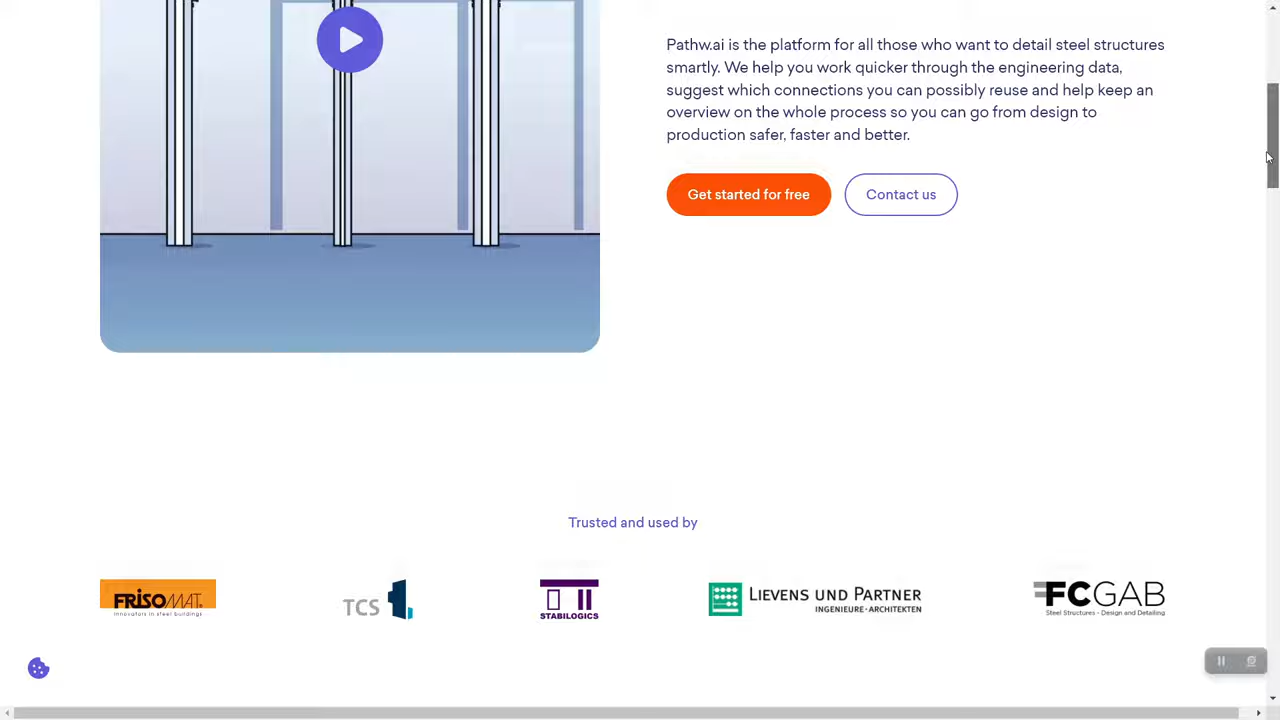 Pathw.ai is the platform for all those who want to detail steel structures
smartly. We help you work quicker through the engineering data,
suggest which connections you can possibly reuse and help keep an
overview on the whole process so you can go from design to
production safer, faster and better.
Get started for free
Contact us
Trusted and used by
FRISOMAT
innovators in steel buildings
TCS
STABILOGICS
LIEVENS UND PARTNER
INGENIEURE·ARCHITEKTEN
FCGAB
Steel Structures - Design and Detailing